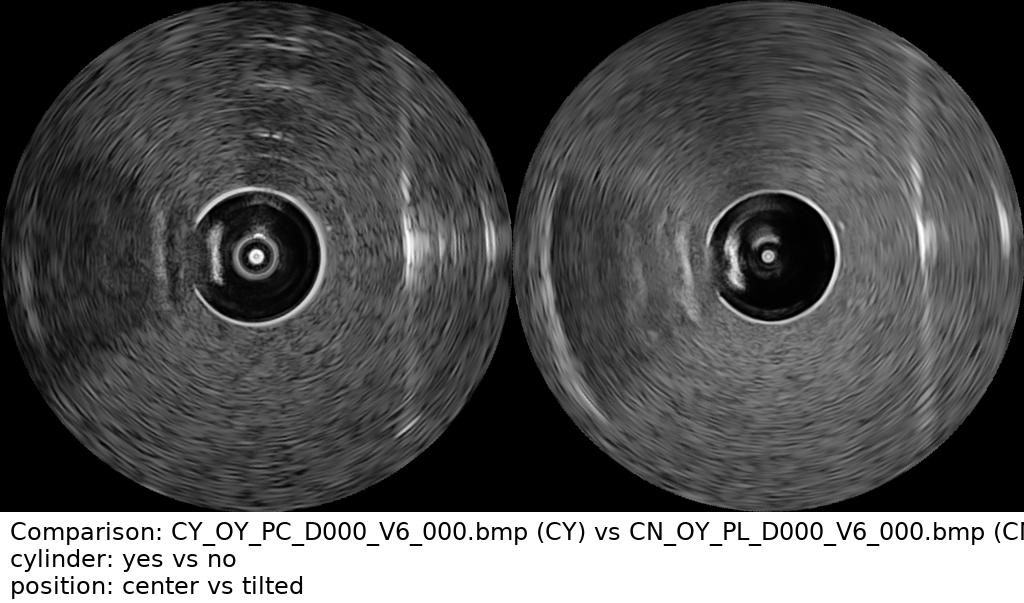 Comparison: CY_OY_PC_D000_V6_000.bmp (CY) vs CN_OY_PL_D000_V6_000.bmp (C
cylinder: yes vs no
position: center vs tilted